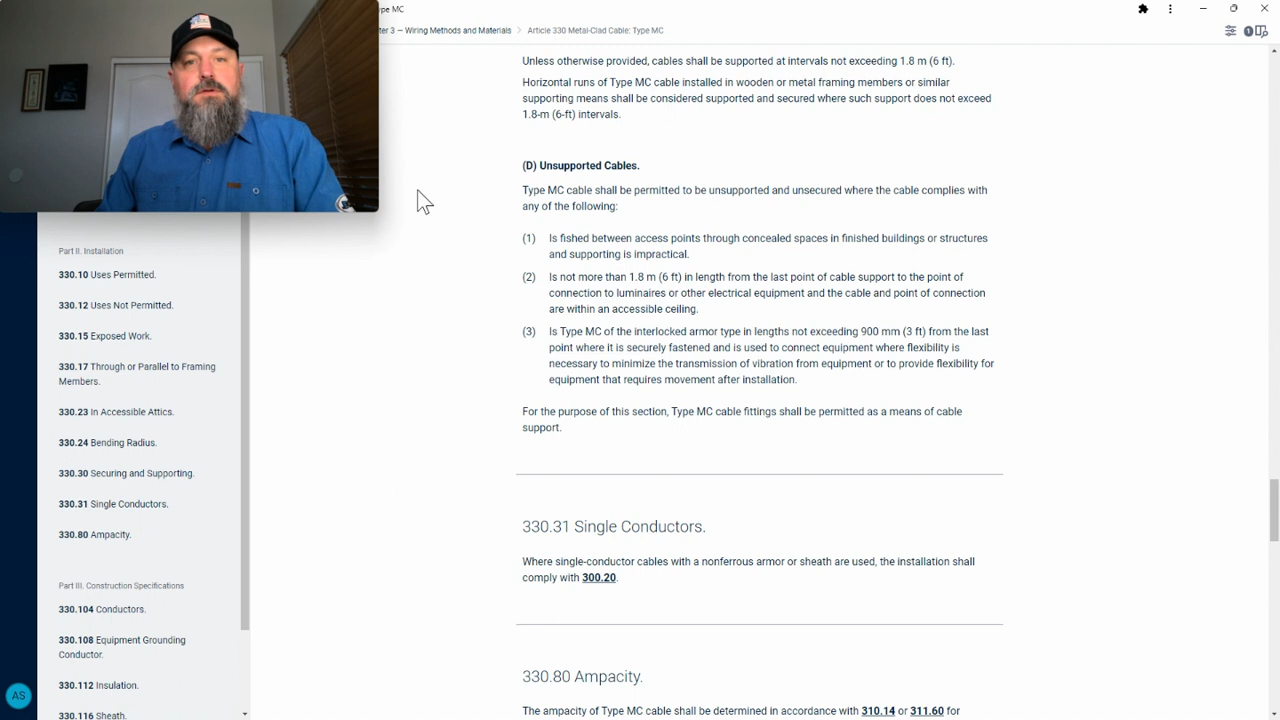 ype MC
ter 3 — Wiring Methods and Materials > Article 330 Metal-Clad Cable: Type MC
Unless otherwise provided, cables shall be supported at intervals not exceeding 1.8 m (6 ft).
Horizontal runs of Type MC cable installed in wooden or metal framing members or similar
supporting means shall be considered supported and secured where such support does not exceed
1.8-m (6-ft) intervals.
(D) Unsupported Cables.
Type MC cable shall be permitted to be unsupported and unsecured where the cable complies with
any of the following:
(1) Is fished between access points through concealed spaces in finished buildings or structures
and supporting is impractical.
(2) Is not more than 1.8 m (6 ft) in length from the last point of cable support to the point of
connection to luminaires or other electrical equipment and the cable and point of connection
are within an accessible ceiling.
(3) Is Type MC of the interlocked armor type in lengths not exceeding 900 mm (3 ft) from the last
point where it is securely fastened and is used to connect equipment where flexibility is
necessary to minimize the transmission of vibration from equipment or to provide flexibility for
equipment that requires movement after installation.
For the purpose of this section, Type MC cable fittings shall be permitted as a means of cable
support.
330.31 Single Conductors.
Where single-conductor cables with a nonferrous armor or sheath are used, the installation shall
comply with 300.20.
330.80 Ampacity.
The ampacity of Type MC cable shall be determined in accordance with 310.14 or 311.60 for
Part II. Installation
330.10 Uses Permitted.
330.12 Uses Not Permitted.
330.15 Exposed Work.
330.17 Through or Parallel to Framing
Members.
330.23 In Accessible Attics.
330.24 Bending Radius.
330.30 Securing and Supporting.
330.31 Single Conductors.
330.80 Ampacity.
Part III. Construction Specifications
330.104 Conductors.
330.108 Equipment Grounding
Conductor.
330.112 Insulation.
330.116 Sheath.
AS